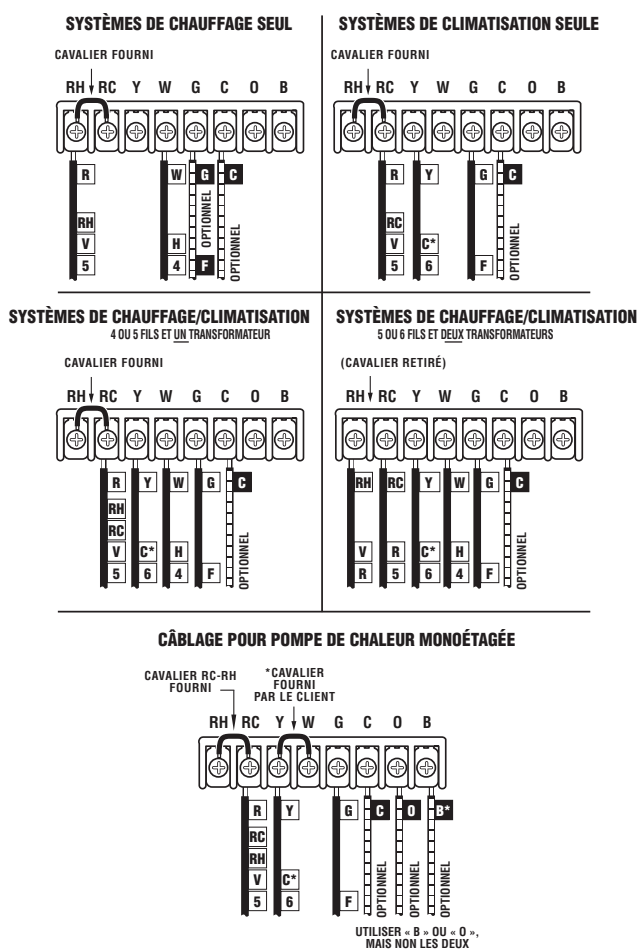 SYSTÈMES DE CHAUFFAGE SEUL
CAVALIER FOURNI
RH RC Y W G C O B
R W G C
RH
V H
5 4 F
OPTIONNEL
OPTIONNEL
SYSTÈMES DE CLIMATISATION SEULE
CAVALIER FOURNI
RH RC Y W G C O B
R Y G C
RC
V C*
5 6 F
OPTIONNEL
SYSTÈMES DE CHAUFFAGE/CLIMATISATION
4 OU 5 FILS ET UN TRANSFORMATEUR
CAVALIER FOURNI
RH RC Y W G C O B
R Y W G C
RH
RC
V C* H
5 6 4 F
OPTIONNEL
SYSTÈMES DE CHAUFFAGE/CLIMATISATION
5 OU 6 FILS ET DEUX TRANSFORMATEURS
(CAVALIER RETIRÉ)
RH RC Y W G C O B
RH RC Y W G C
V R C* H
R 5 6 4 F
OPTIONNEL
CÂBLAGE POUR POMPE DE CHALEUR MONOÉTAGÉE
CAVALIER RC-RH
FOURNI
*CAVALIER
FOURNI
PAR LE CLIENT
RH RC Y W G C O B
R Y G C O B*
RC
RH
V C*
5 6 F
OPTIONNEL
OPTIONNEL
OPTIONNEL
UTILISER « B » OU « O »,
MAIS NON LES DEUX